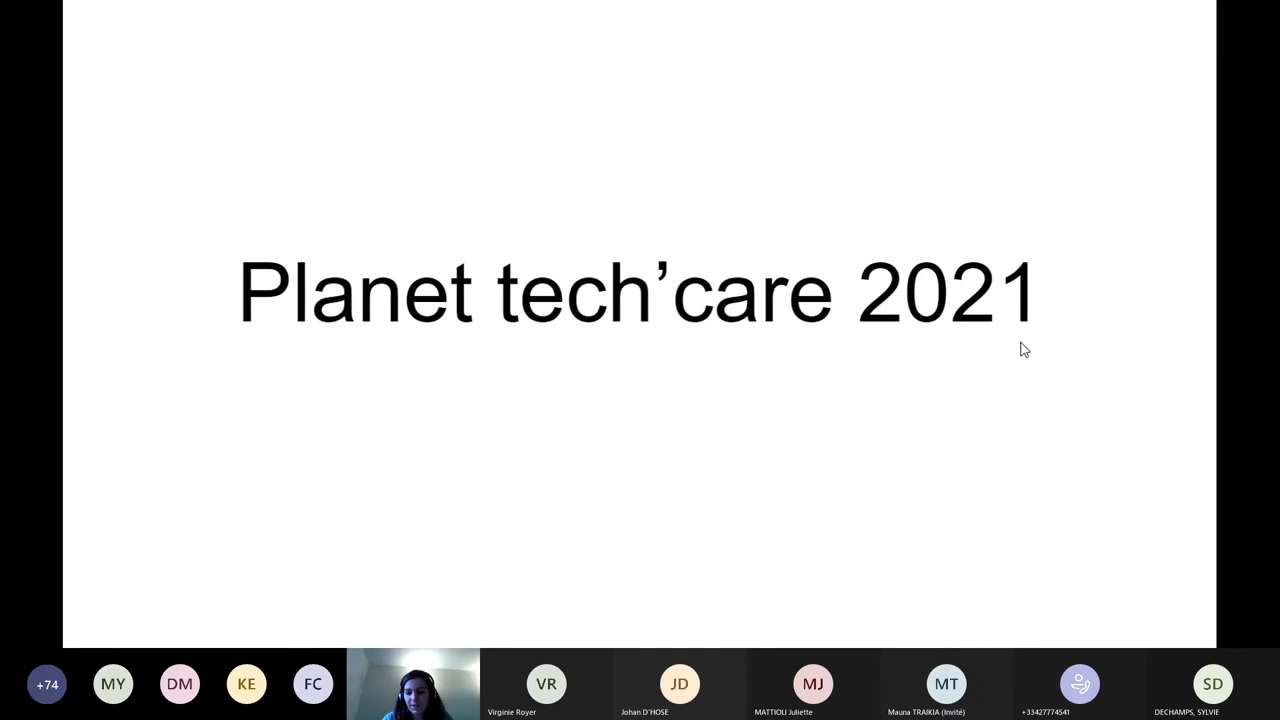 Planet tech’care 2021
+74
MY
DM
KE
FC
VR
Virginie Royer
JD
Johan D'HOSE
MJ
MATTIOLI Juliette
MT
Mauna TRAIKIA (Invité)
+33427774541
SD
DECHAMPS, SYLVIE